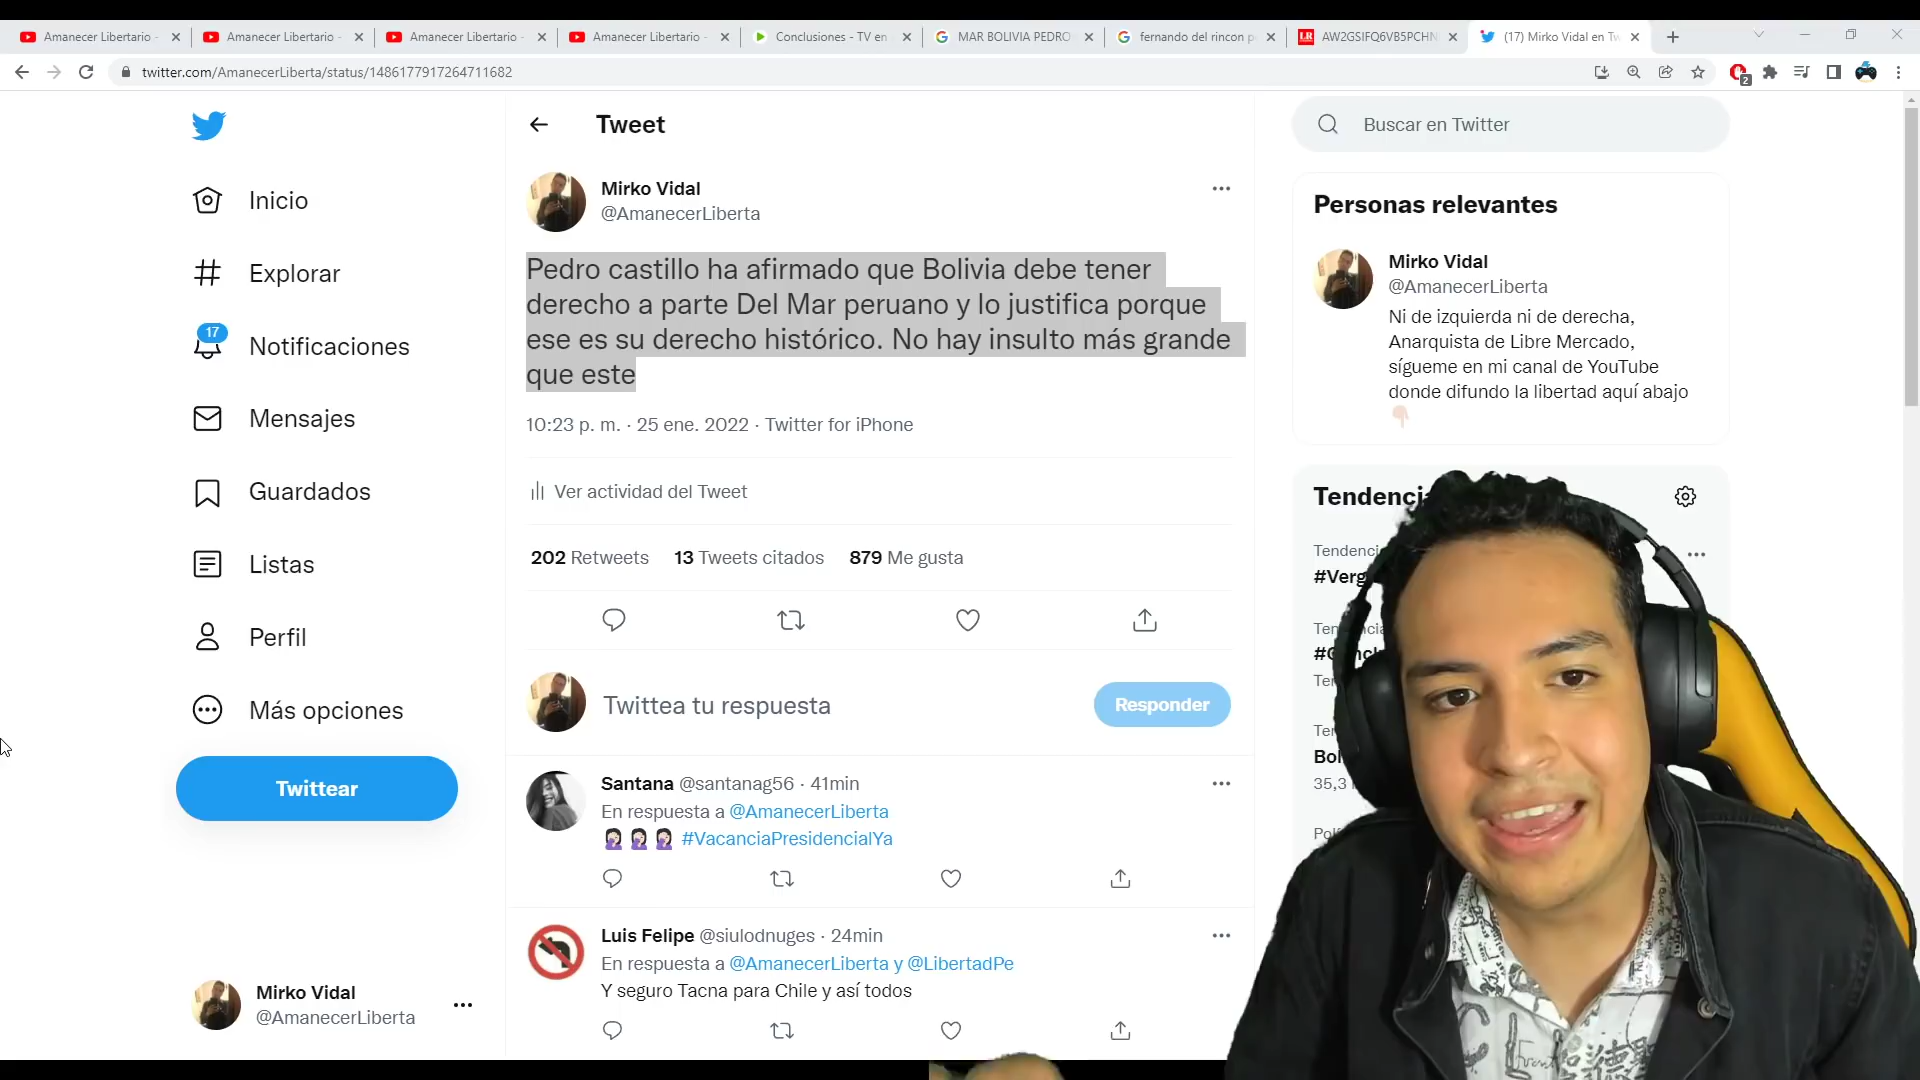 Amanecer Libertario -
Amanecer Libertario -
Amanecer Libertario -
Amanecer Libertario -
Conclusiones - TV en
MAR BOLIVIA PEDRO
fernando del rincon p
AW2GSIFQ6VB5PCHN
(17) Mirko Vidal en Tw
twitter.com/AmanecerLiberta/status/1486177917264711682
2
Inicio
Explorar
17
Notificaciones
Mensajes
Guardados
Listas
Perfil
Más opciones
Twittear
Mirko Vidal
@AmanecerLiberta
Tweet
Mirko Vidal
@AmanecerLiberta
Pedro castillo ha afirmado que Bolivia debe tener
derecho a parte Del Mar peruano y lo justifica porque
ese es su derecho histórico. No hay insulto más grande
que este
10:23 p. m. · 25 ene. 2022 · Twitter for iPhone
Ver actividad del Tweet
202 Retweets 13 Tweets citados 879 Me gusta
Twittea tu respuesta
Responder
Santana @santanag56 · 41min
En respuesta a @AmanecerLiberta
#VacanciaPresidencialYa
Luis Felipe @siulodnuges · 24min
En respuesta a @AmanecerLiberta y @LibertadPe
Y seguro Tacna para Chile y así todos
Buscar en Twitter
Personas relevantes
Mirko Vidal
@AmanecerLiberta
Ni de izquierda ni de derecha,
Anarquista de Libre Mercado,
sígueme en mi canal de YouTube
donde difundo la libertad aquí abajo
Tendencia
Tendencia
#Verg
35,3